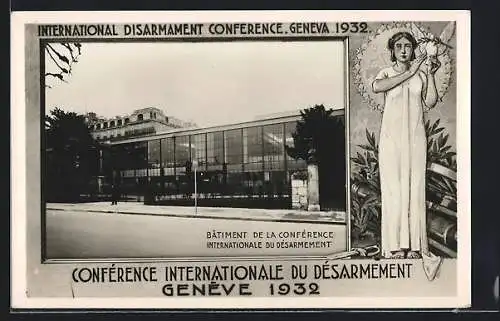 INTERNATIONAL DISARMAMENT CONFERENCE. GENEVA 1932.
BÂTIMENT DE LA CONFÉRENCE
INTERNATIONALE DU DÉSARMEMENT
CONFÉRENCE INTERNATIONALE DU DÉSARMEMENT
GENÈVE 1932